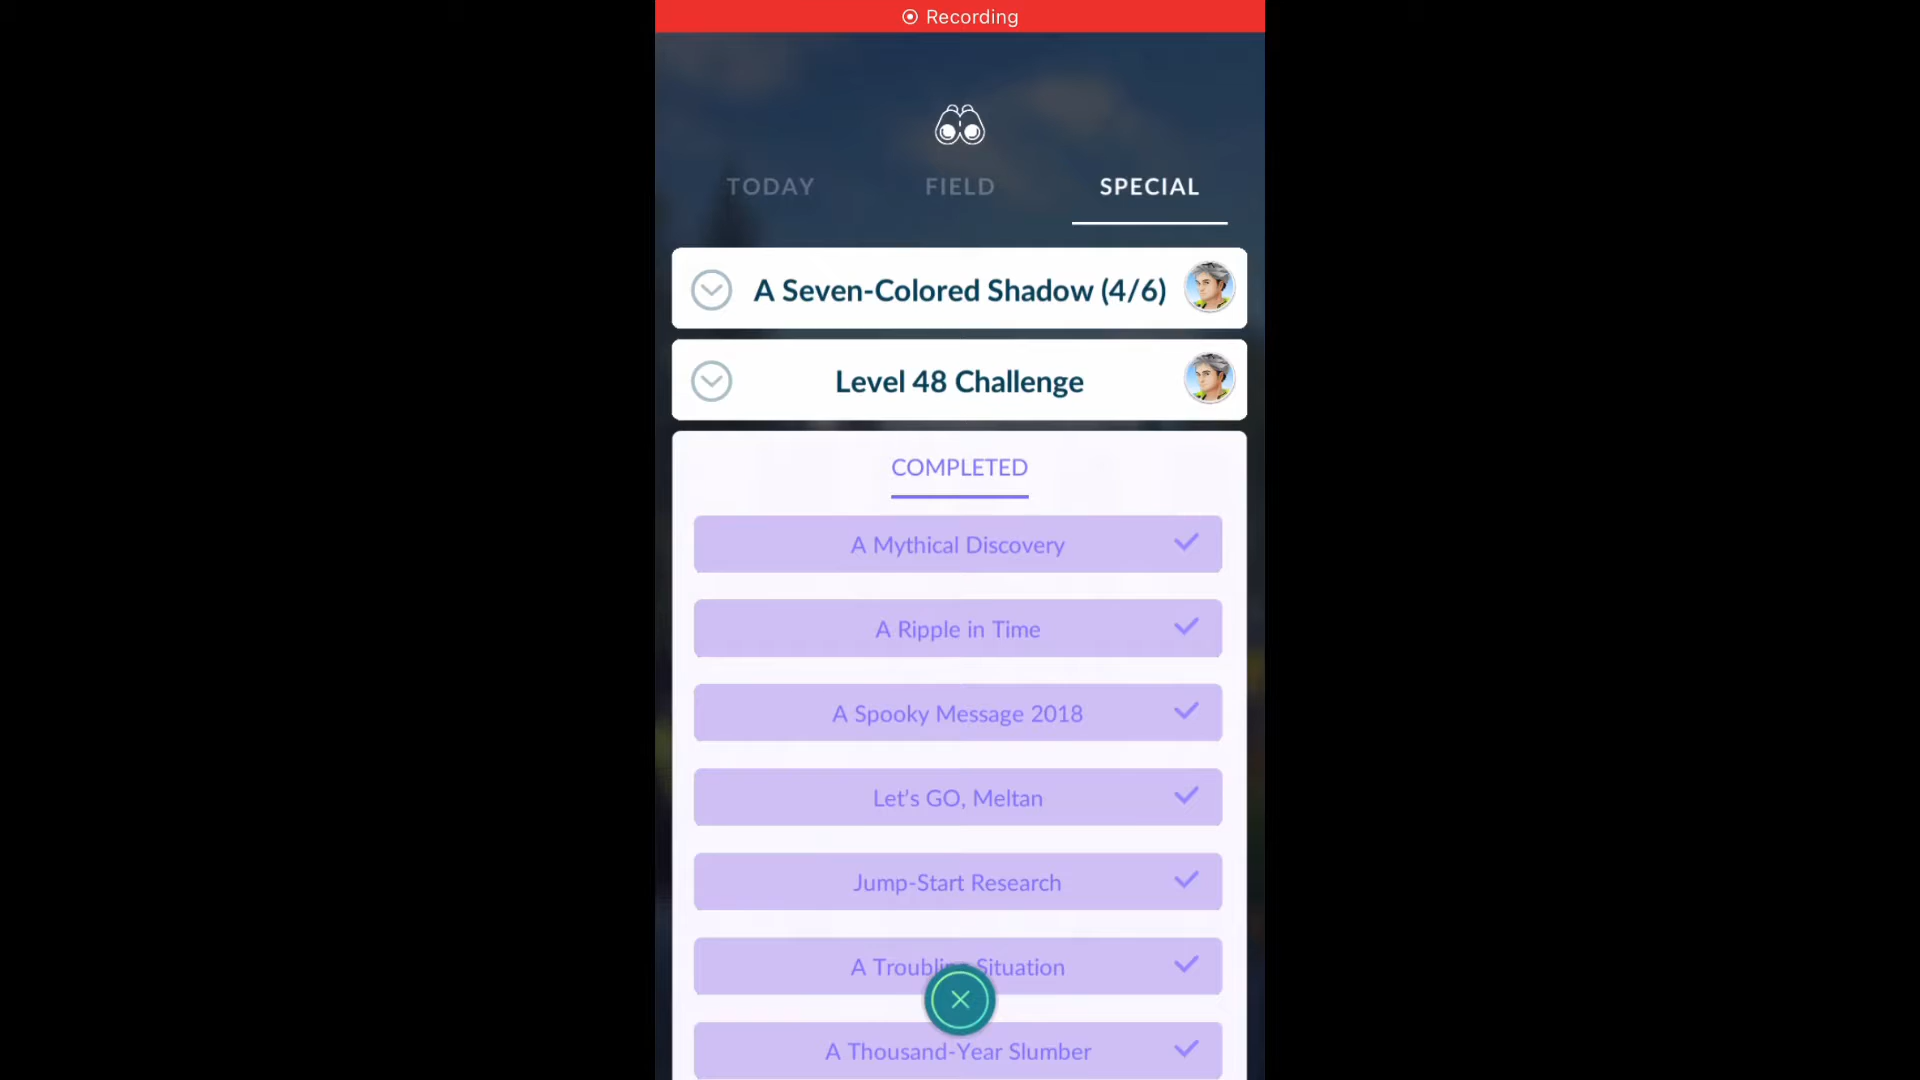 Recording
TODAY FIELD SPECIAL
A Seven-Colored Shadow (4/6)
Level 48 Challenge
COMPLETED
A Mythical Discovery
A Ripple in Time
A Spooky Message 2018
Let's GO, Meltan
Jump-Start Research
A Troubling Situation
A Thousand-Year Slumber